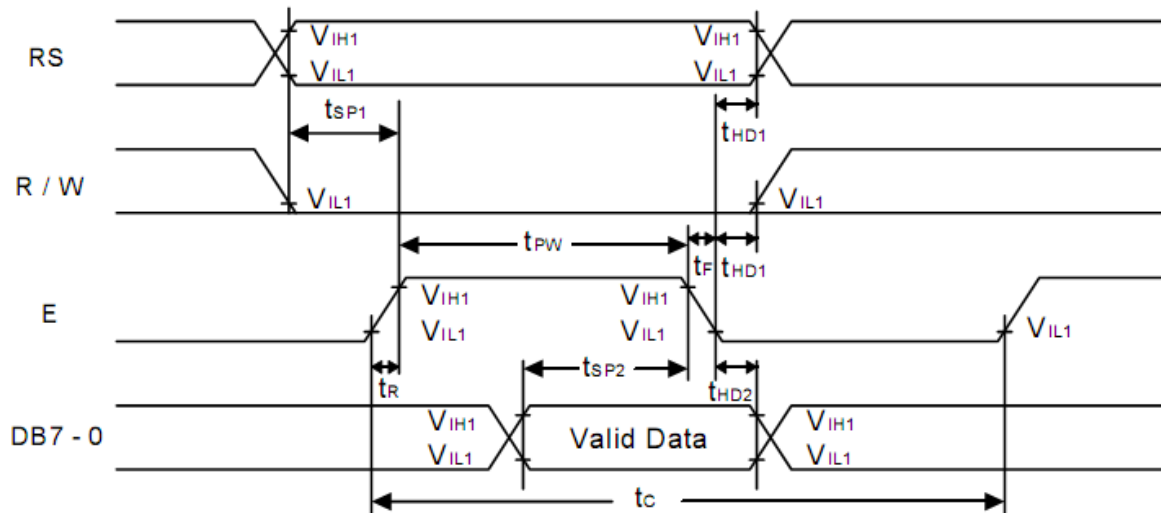 RS
VIH1 VIH1
VIL1 VIL1
tSP1
tHD1
R / W
VIL1 VIL1
tPW
tF
tHD1
E
VIH1 VIH1
VIL1 VIL1 VIL1
tR
tSP2
tHD2
DB7 - 0
VIH1 VIH1
Valid Data
VIL1 VIL1
tC